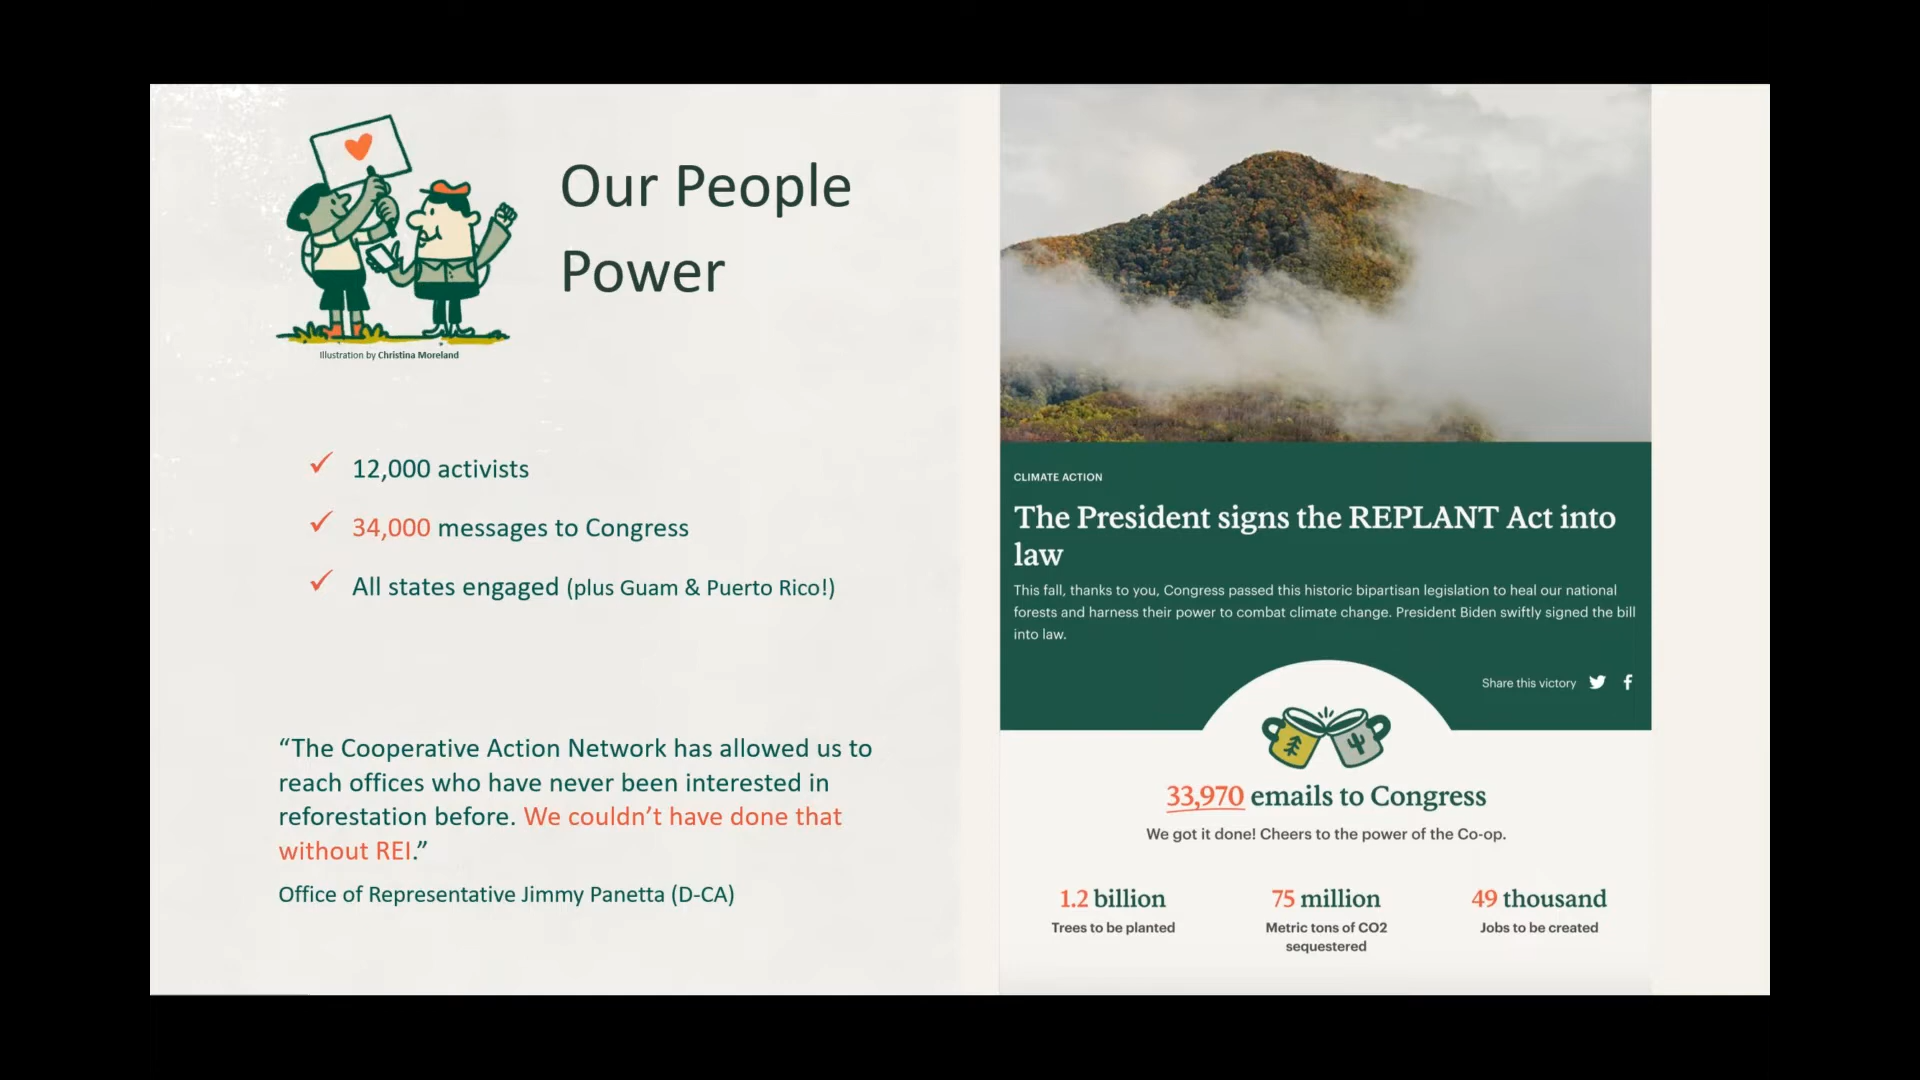 Our People
Power
Illustration by Christina Moreland
12,000 activists
34,000 messages to Congress
All states engaged (plus Guam & Puerto Rico!)
“The Cooperative Action Network has allowed us to
reach offices who have never been interested in
reforestation before. We couldn’t have done that
without REI.”
Office of Representative Jimmy Panetta (D-CA)
CLIMATE ACTION
The President signs the REPLANT Act into
law
This fall, thanks to you, Congress passed this historic bipartisan legislation to heal our national
forests and harness their power to combat climate change. President Biden swiftly signed the bill
into law.
Share this victory
33,970 emails to Congress
We got it done! Cheers to the power of the Co-op.
1.2 billion
Trees to be planted
75 million
Metric tons of CO2
sequestered
49 thousand
Jobs to be created